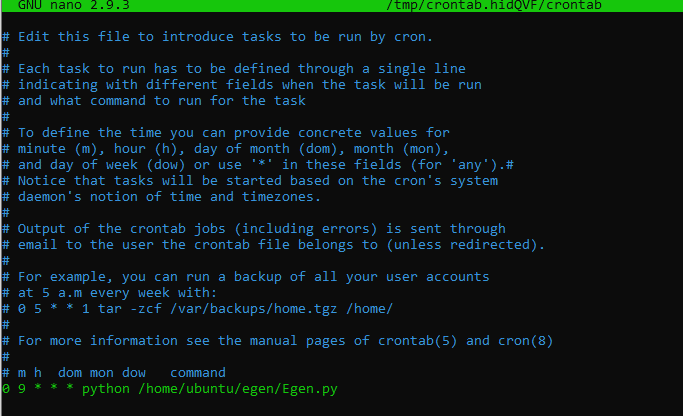 GNU nano 2.9.3 /tmp/crontab.hidQVF/crontab
# Edit this file to introduce tasks to be run by cron.
#
# Each task to run has to be defined through a single line
# indicating with different fields when the task will be run
# and what command to run for the task
#
# To define the time you can provide concrete values for
# minute (m), hour (h), day of month (dom), month (mon),
# and day of week (dow) or use '*' in these fields (for 'any').#
# Notice that tasks will be started based on the cron's system
# daemon's notion of time and timezones.
#
# Output of the crontab jobs (including errors) is sent through
# email to the user the crontab file belongs to (unless redirected).
#
# For example, you can run a backup of all your user accounts
# at 5 a.m every week with:
# 0 5 * * 1 tar -zcf /var/backups/home.tgz /home/
#
# For more information see the manual pages of crontab(5) and cron(8)
#
# m h  dom mon dow   command
0 9 * * * python /home/ubuntu/egen/Egen.py